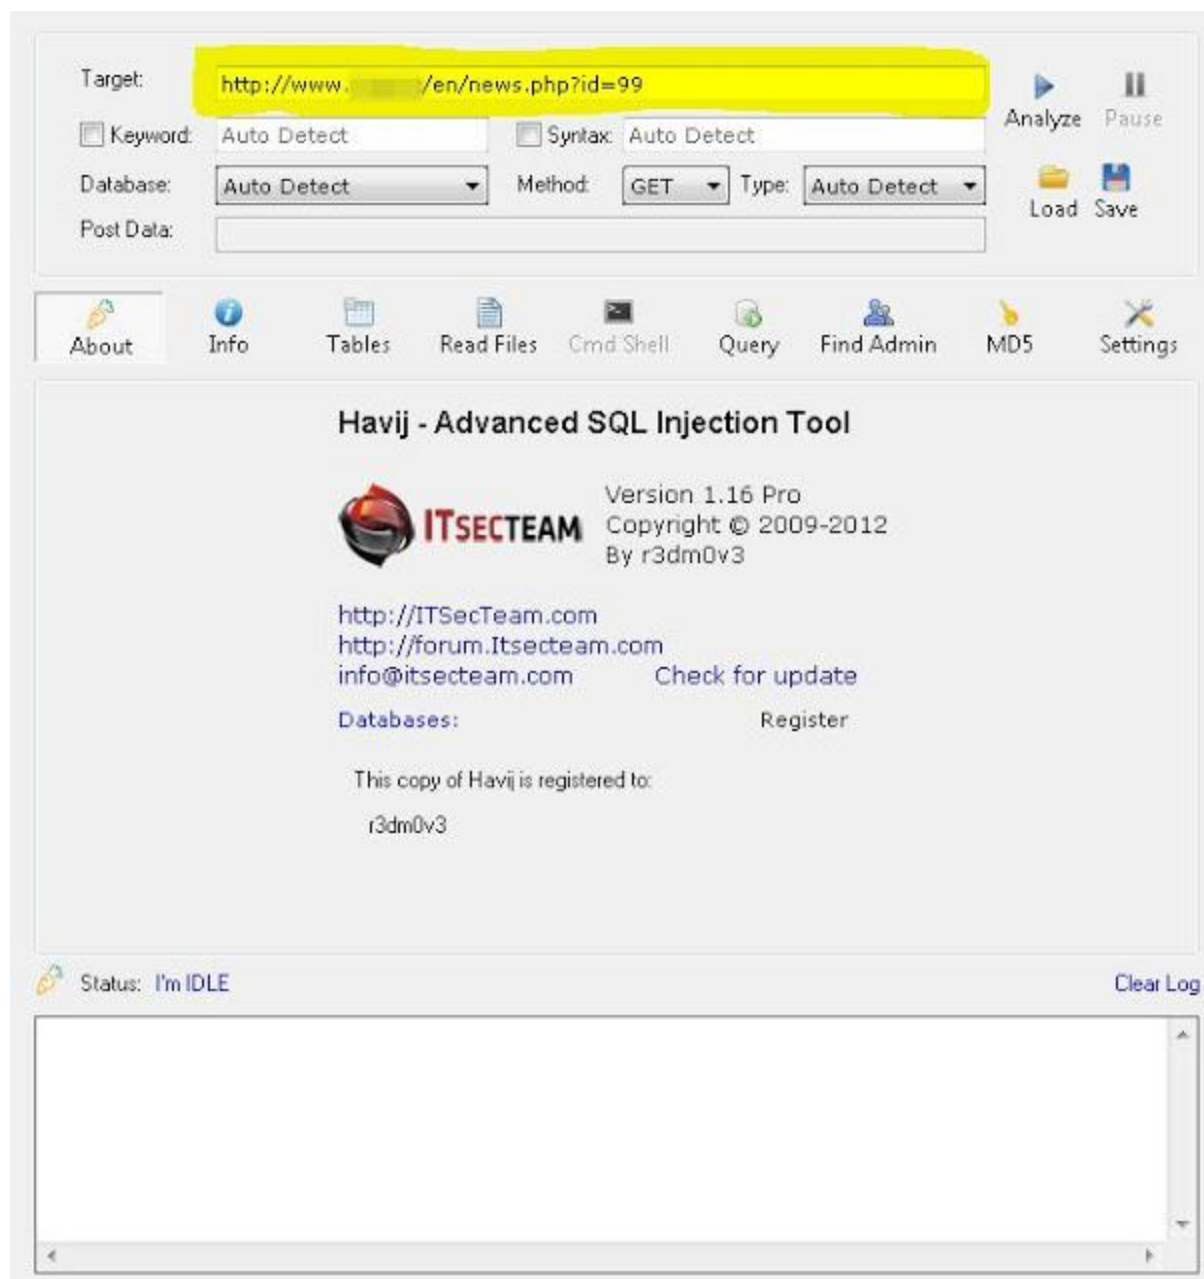 Target: http://www. /en/news.php?id=99
Analyze Pause
Keyword: Auto Detect Syntax: Auto Detect
Database: Auto Detect Method: GET Type: Auto Detect
Load Save
Post Data:
About Info Tables Read Files Cmd Shell Query Find Admin MD5 Settings
Havij - Advanced SQL Injection Tool
ITSECTEAM
Version 1.16 Pro
Copyright © 2009-2012
By r3dm0v3
http://ITSecTeam.com
http://forum.Itsecteam.com
info@itsecteam.com Check for update
Databases: Register
This copy of Havij is registered to:
r3dm0v3
Status: I'm IDLE Clear Log